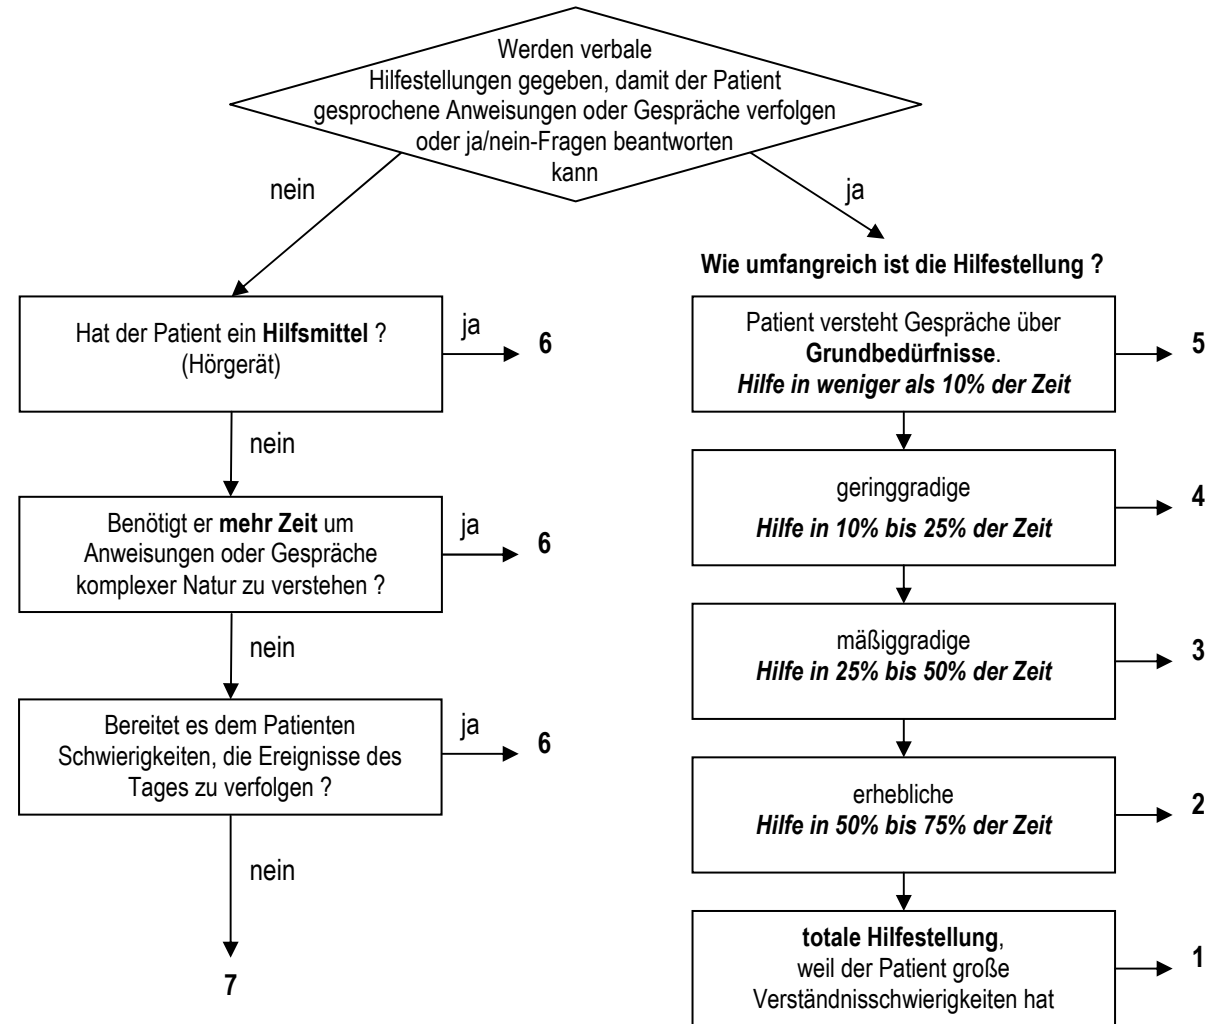 Werden verbale
Hilfestellungen gegeben, damit der Patient
gesprochene Anweisungen oder Gespräche verfolgen
oder ja/nein-Fragen beantworten
kann
nein
ja
Wie umfangreich ist die Hilfestellung ?
Hat der Patient ein Hilfsmittel ?
(Hörgerät)
ja
6
nein
Benötigt er mehr Zeit um
Anweisungen oder Gespräche
komplexer Natur zu verstehen ?
ja
6
nein
Bereitet es dem Patienten
Schwierigkeiten, die Ereignisse des
Tages zu verfolgen ?
ja
6
nein
7
Patient versteht Gespräche über
Grundbedürfnisse.
Hilfe in weniger als 10% der Zeit
5
geringgradige
Hilfe in 10% bis 25% der Zeit
4
mäßiggradige
Hilfe in 25% bis 50% der Zeit
3
erhebliche
Hilfe in 50% bis 75% der Zeit
2
totale Hilfestellung,
weil der Patient große
Verständnisschwierigkeiten hat
1